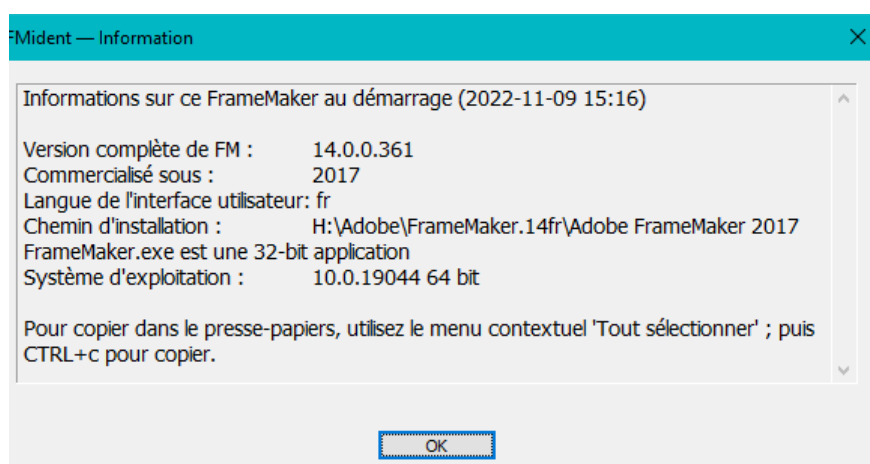 FMident — Information
Informations sur ce FrameMaker au démarrage (2022-11-09 15:16)
Version complète de FM : 14.0.0.361
Commercialisé sous : 2017
Langue de l'interface utilisateur: fr
Chemin d'installation : H:\Adobe\FrameMaker.14fr\Adobe FrameMaker 2017
FrameMaker.exe est une 32-bit application
Système d'exploitation : 10.0.19044 64 bit
Pour copier dans le presse-papiers, utilisez le menu contextuel 'Tout sélectionner' ; puis
CTRL+c pour copier.
OK